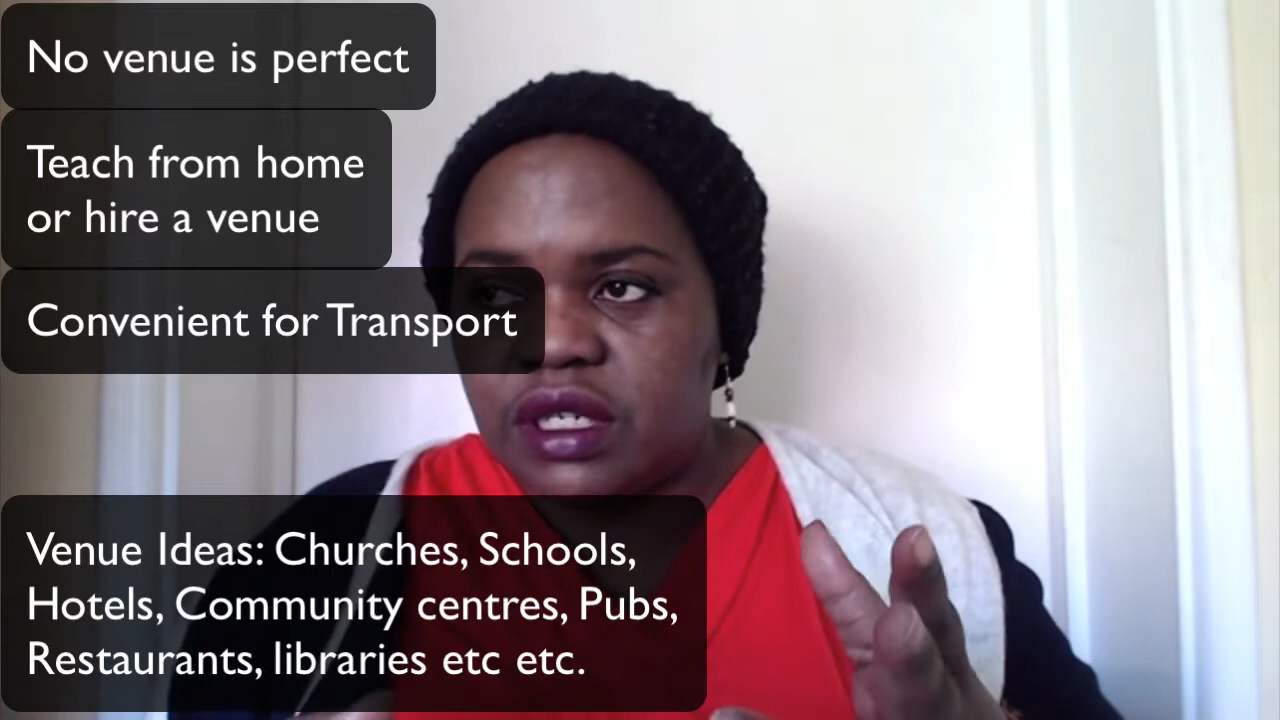 No venue is perfect
Teach from home
or hire a venue
Convenient for Transport
Venue Ideas: Churches, Schools,
Hotels, Community centres, Pubs,
Restaurants, libraries etc etc.